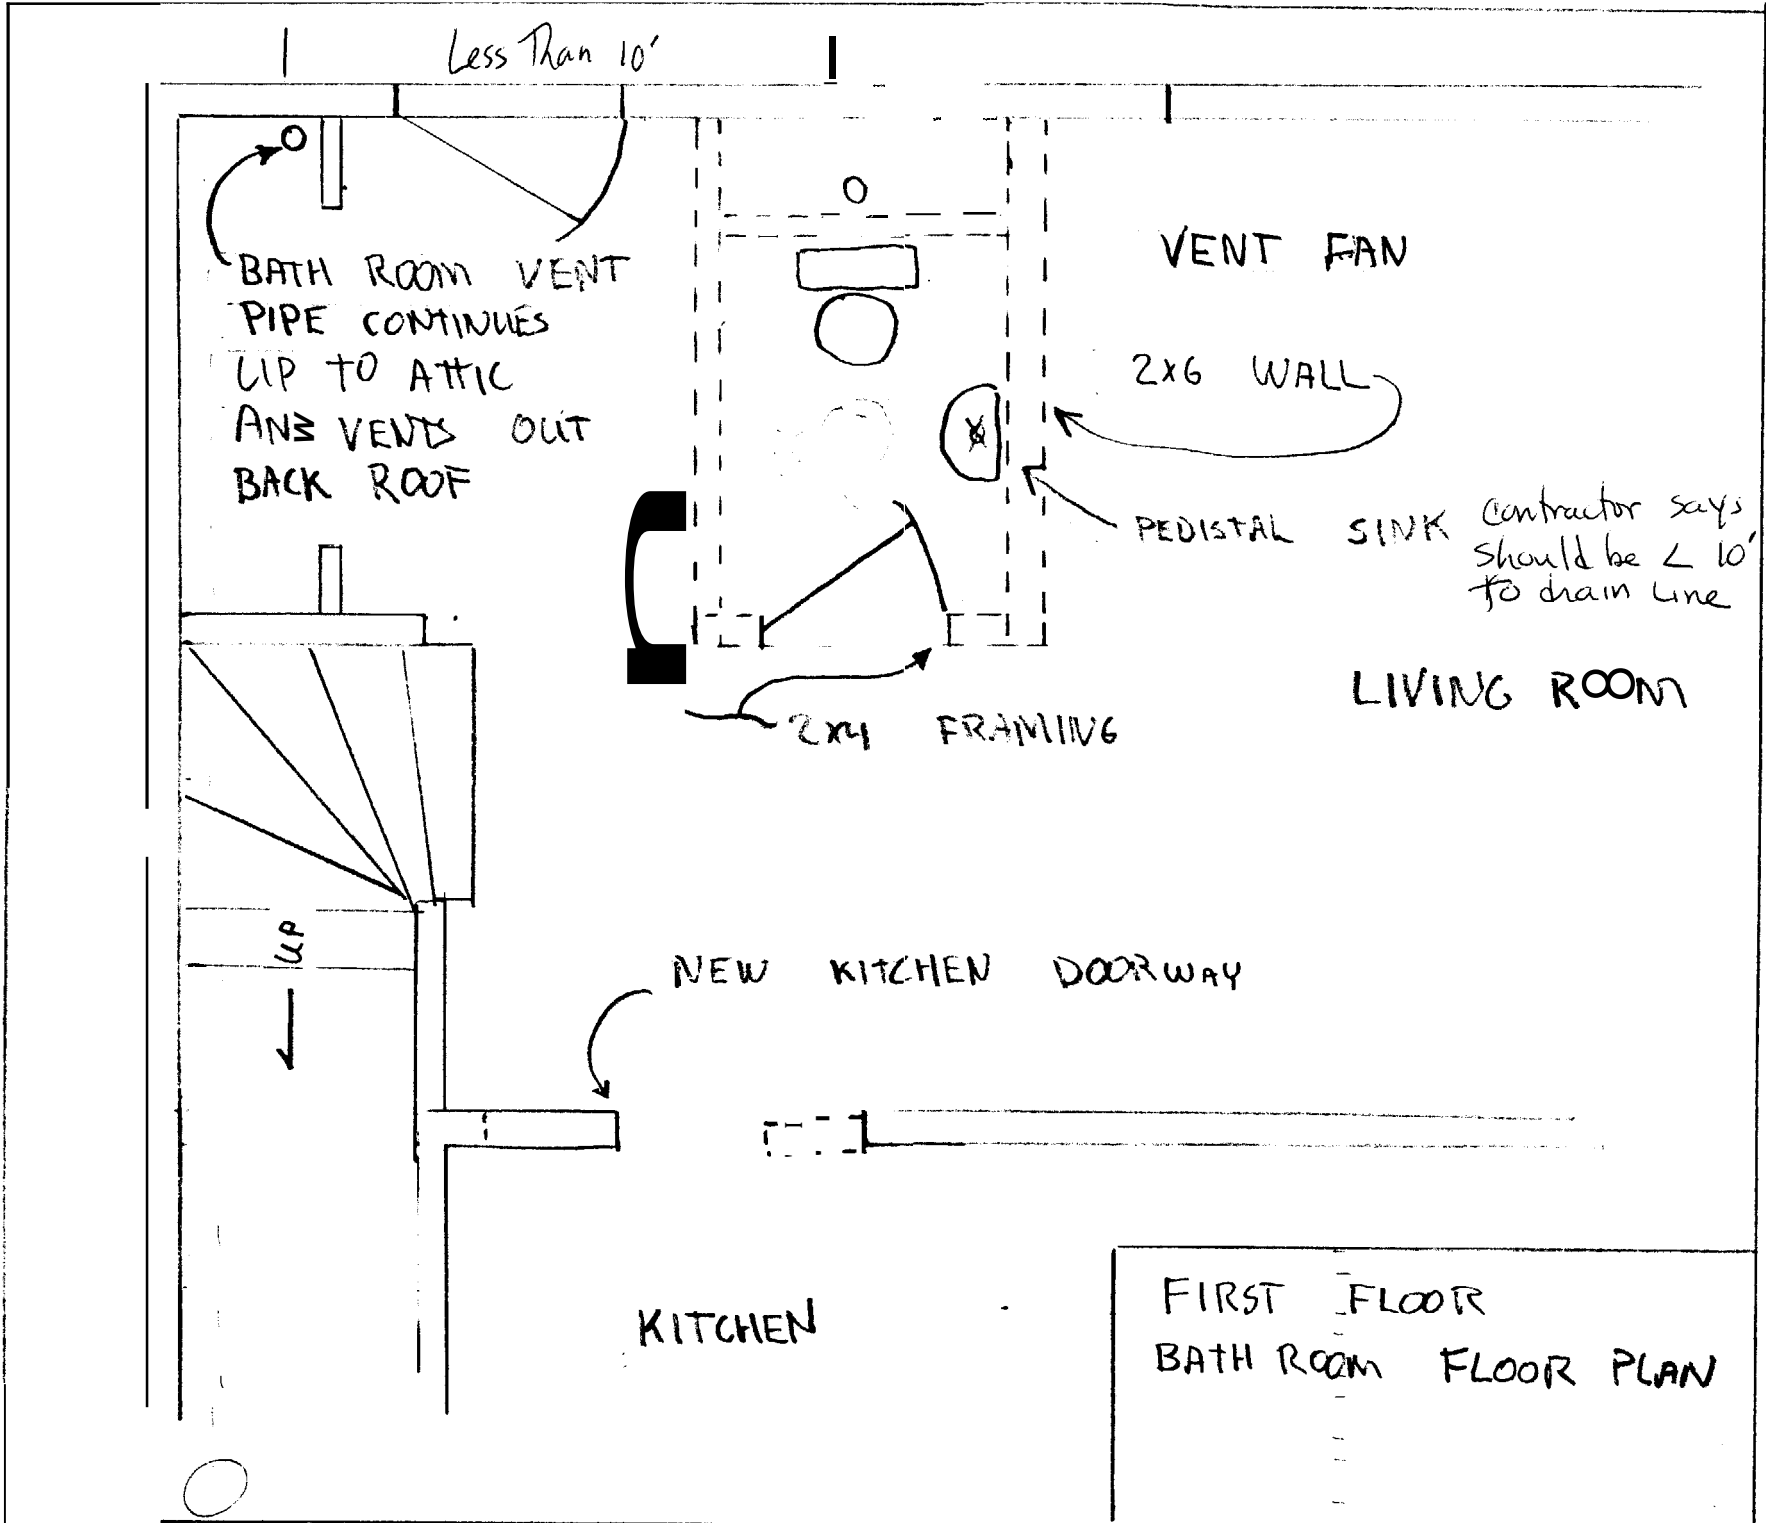 Less Than 10'
BATH ROOM VENT
PIPE CONTINUES
UP TO ATTIC
AND VENTS OUT
BACK ROOF
VENT FAN
2x6 WALL
PEDISTAL SINK
Contractor says
should be < 10'
to drain Line
LIVING ROOM
2x4 FRAMING
UP
NEW KITCHEN DOORWAY
KITCHEN
FIRST FLOOR
BATH ROOM FLOOR PLAN